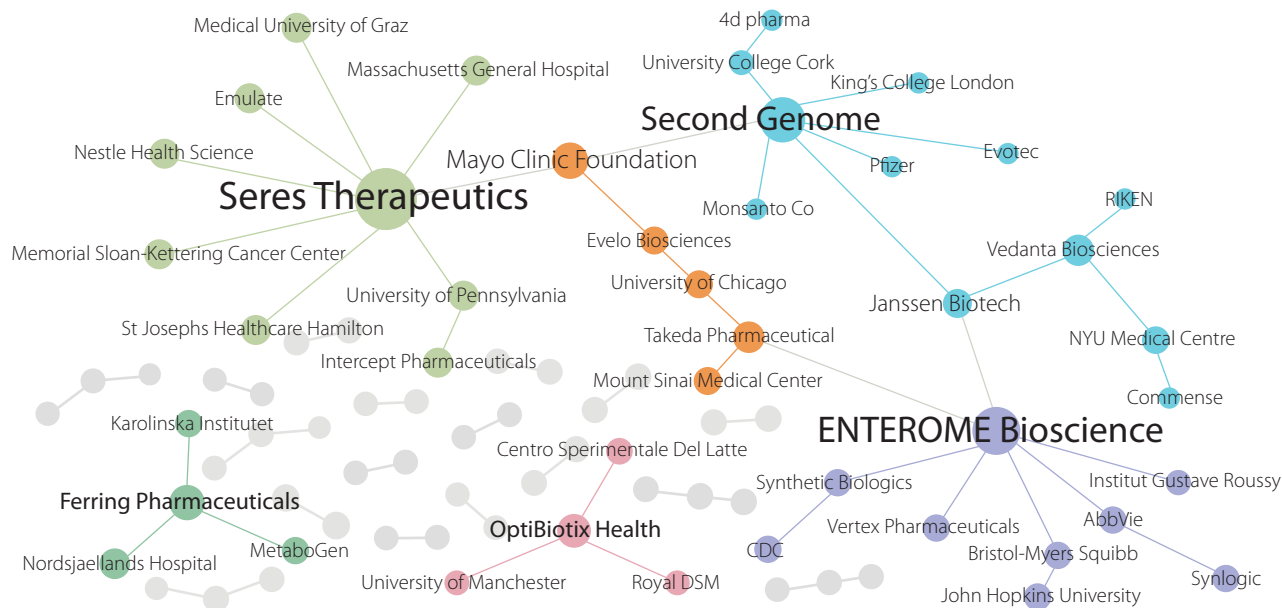 4d pharma
Medical University of Graz
University College Cork
Massachusetts General Hospital
King's College London
Emulate
Second Genome
Nestle Health Science
Mayo Clinic Foundation
Evotec
Pfizer
Seres Therapeutics
RIKEN
Monsanto Co
Evelo Biosciences
Vedanta Biosciences
Memorial Sloan-Kettering Cancer Center
University of Chicago
University of Pennsylvania
Janssen Biotech
St Josephs Healthcare Hamilton
Takeda Pharmaceutical
NYU Medical Centre
Intercept Pharmaceuticals
Mount Sinai Medical Center
Commense
Karolinska Institutet
ENTEROME Bioscience
Centro Sperimentale Del Latte
Synthetic Biologics
Institut Gustave Roussy
Ferring Pharmaceuticals
OptiBiotix Health
Vertex Pharmaceuticals
AbbVie
MetaboGen
CDC
Bristol-Myers Squibb
Nordsjaellands Hospital
University of Manchester
Royal DSM
Synlogic
John Hopkins University